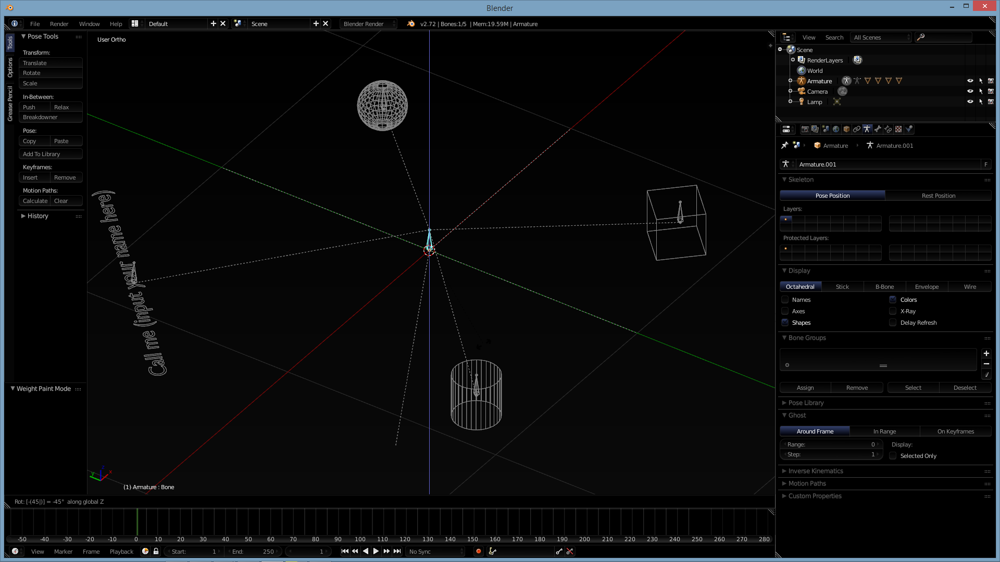 Blender
File Render Window Help Default Scene Blender Render v2.72 | Bones:1/5 | Mem:19.59M | Armature
Tools
Options
Grease Pencil
Pose Tools
Transform:
Translate
Rotate
Scale
In-Between:
Push Relax
Breakdowner
Pose:
Copy Paste
Add To Library
Keyframes:
Insert Remove
Motion Paths:
Calculate Clear
History
Weight Paint Mode
User Ortho
Call me (input your name here)
z
y
x
(1) Armature : Bone
Rot: [-(45|)] = -45° along global Z
View Search All Scenes
Scene
RenderLayers
World
Armature
Camera
Lamp
Armature Armature.001
Armature.001 F
Skeleton
Pose Position Rest Position
Layers:
Protected Layers:
Display
Octahedral Stick B-Bone Envelope Wire
Names Colors
Axes X-Ray
Shapes Delay Refresh
Bone Groups
Assign Remove Select Deselect
Pose Library
Ghost
Around Frame In Range On Keyframes
Range: 0 Display:
Step: 1 Selected Only
Inverse Kinematics
Motion Paths
Custom Properties
-50 -40 -30 -20 -10 0 10 20 30 40 50 60 70 80 90 100 110 120 130 140 150 160 170 180 190 200 210 220 230 240 250 260 270 280
View Marker Frame Playback Start: 1 End: 250 1 No Sync